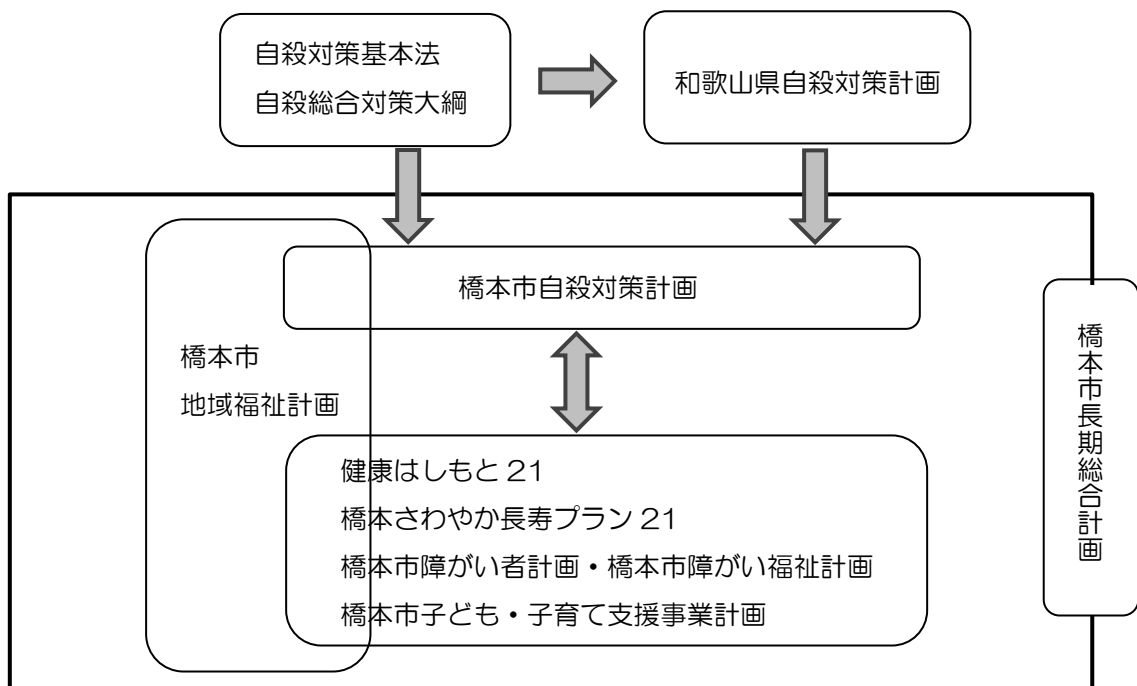 自殺対策基本法
自殺総合対策大綱
和歌山県自殺対策計画
橋本市自殺対策計画
橋本市
地域福祉計画
健康はしもと21
橋本さわやか長寿プラン21
橋本市障がい者計画・橋本市障がい福祉計画
橋本市子ども・子育て支援事業計画
橋本市長期総合計画